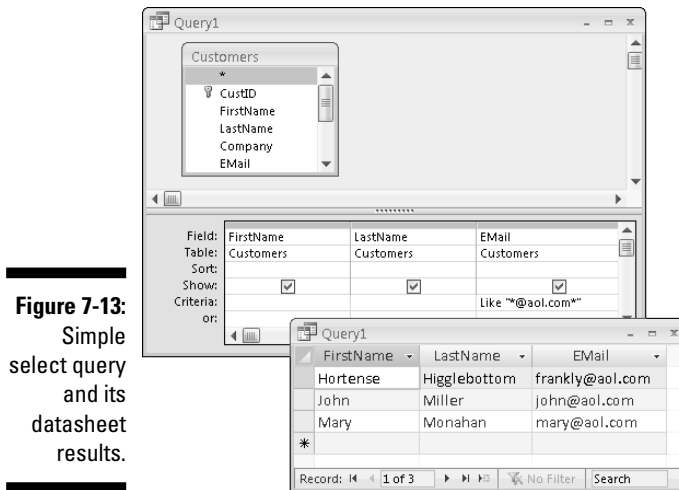 Query1
Customers
*
CustID
FirstName
LastName
Company
EMail
Field: FirstName LastName EMail
Table: Customers Customers Customers
Sort:
Show:
Criteria: Like "*@aol.com*"
or:
Query1
FirstName LastName EMail
Hortense Higglebottom frankly@aol.com
John Miller john@aol.com
Mary Monahan mary@aol.com
*
Record: 1 of 3 No Filter Search
Figure 7-13:
Simple
select query
and its
datasheet
results.